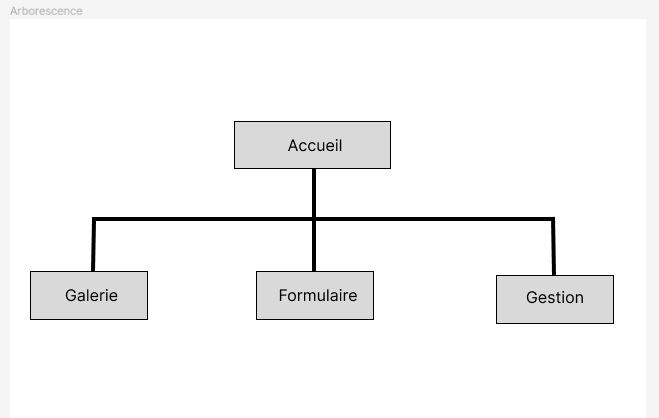 Arborescence
Accueil
Galerie
Formulaire
Gestion